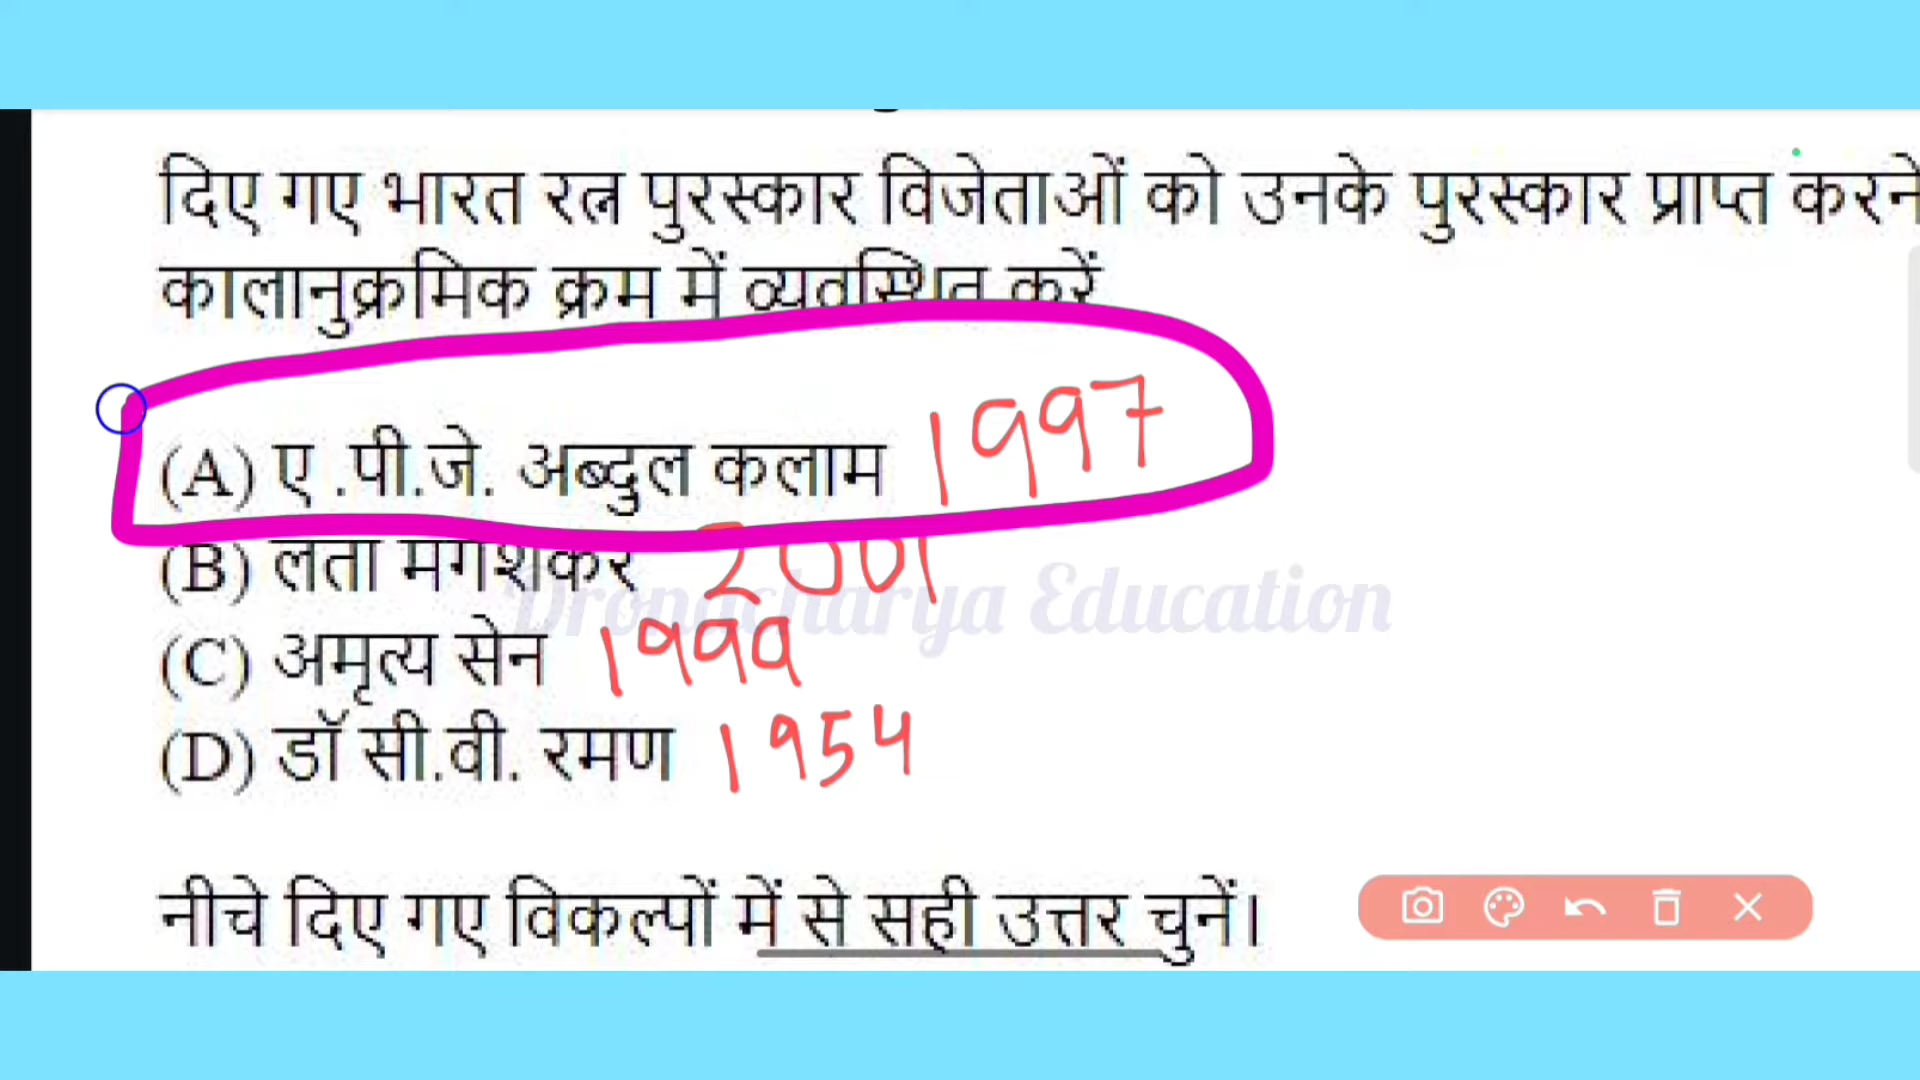 दिए गए भारत रत्न पुरस्कार विजेताओं को उनके पुरस्कार प्राप्त करने
कालानुक्रमिक क्रम में व्यवस्थित करें
(A) ए .पी.जे. अब्दुल कलाम 1997
(B) लता मंगेशकर 2001
(C) अमृत्य सेन 1999
(D) डॉ सी.वी. रमण 1954
Dronacharya Education
नीचे दिए गए विकल्पों में से सही उत्तर चुनें।